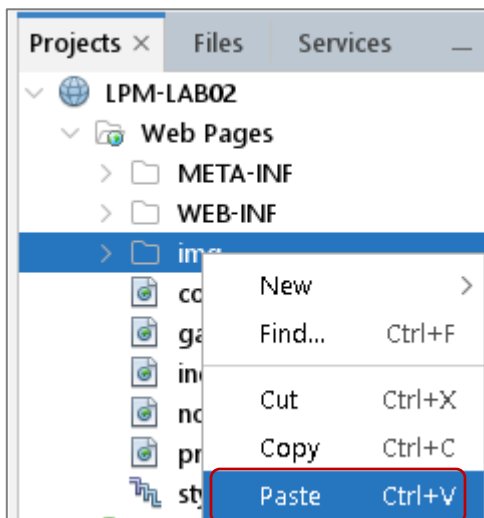 Projects × Files Services
LPM-LAB02
Web Pages
META-INF
WEB-INF
New
Find... Ctrl+F
Cut Ctrl+X
Copy Ctrl+C
Paste Ctrl+V